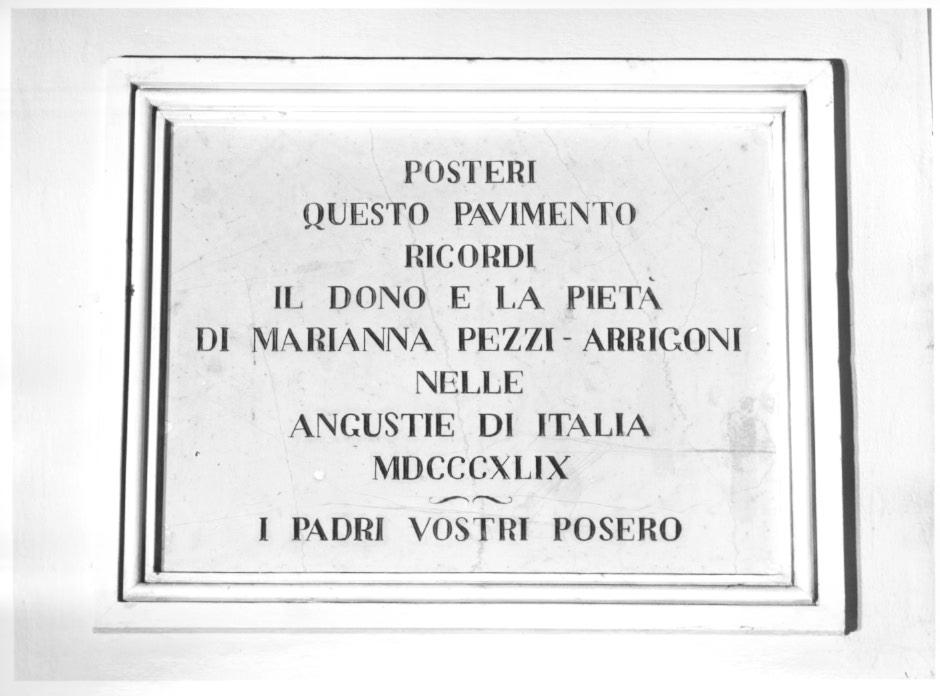 POSTERI
QUESTO PAVIMENTO
RICORDI
IL DONO E LA PIETÀ
DI MARIANNA PEZZI-ARRIGONI
NELLE
ANGUSTIE DI ITALIA
MDCCCXLIX
I PADRI VOSTRI POSERO